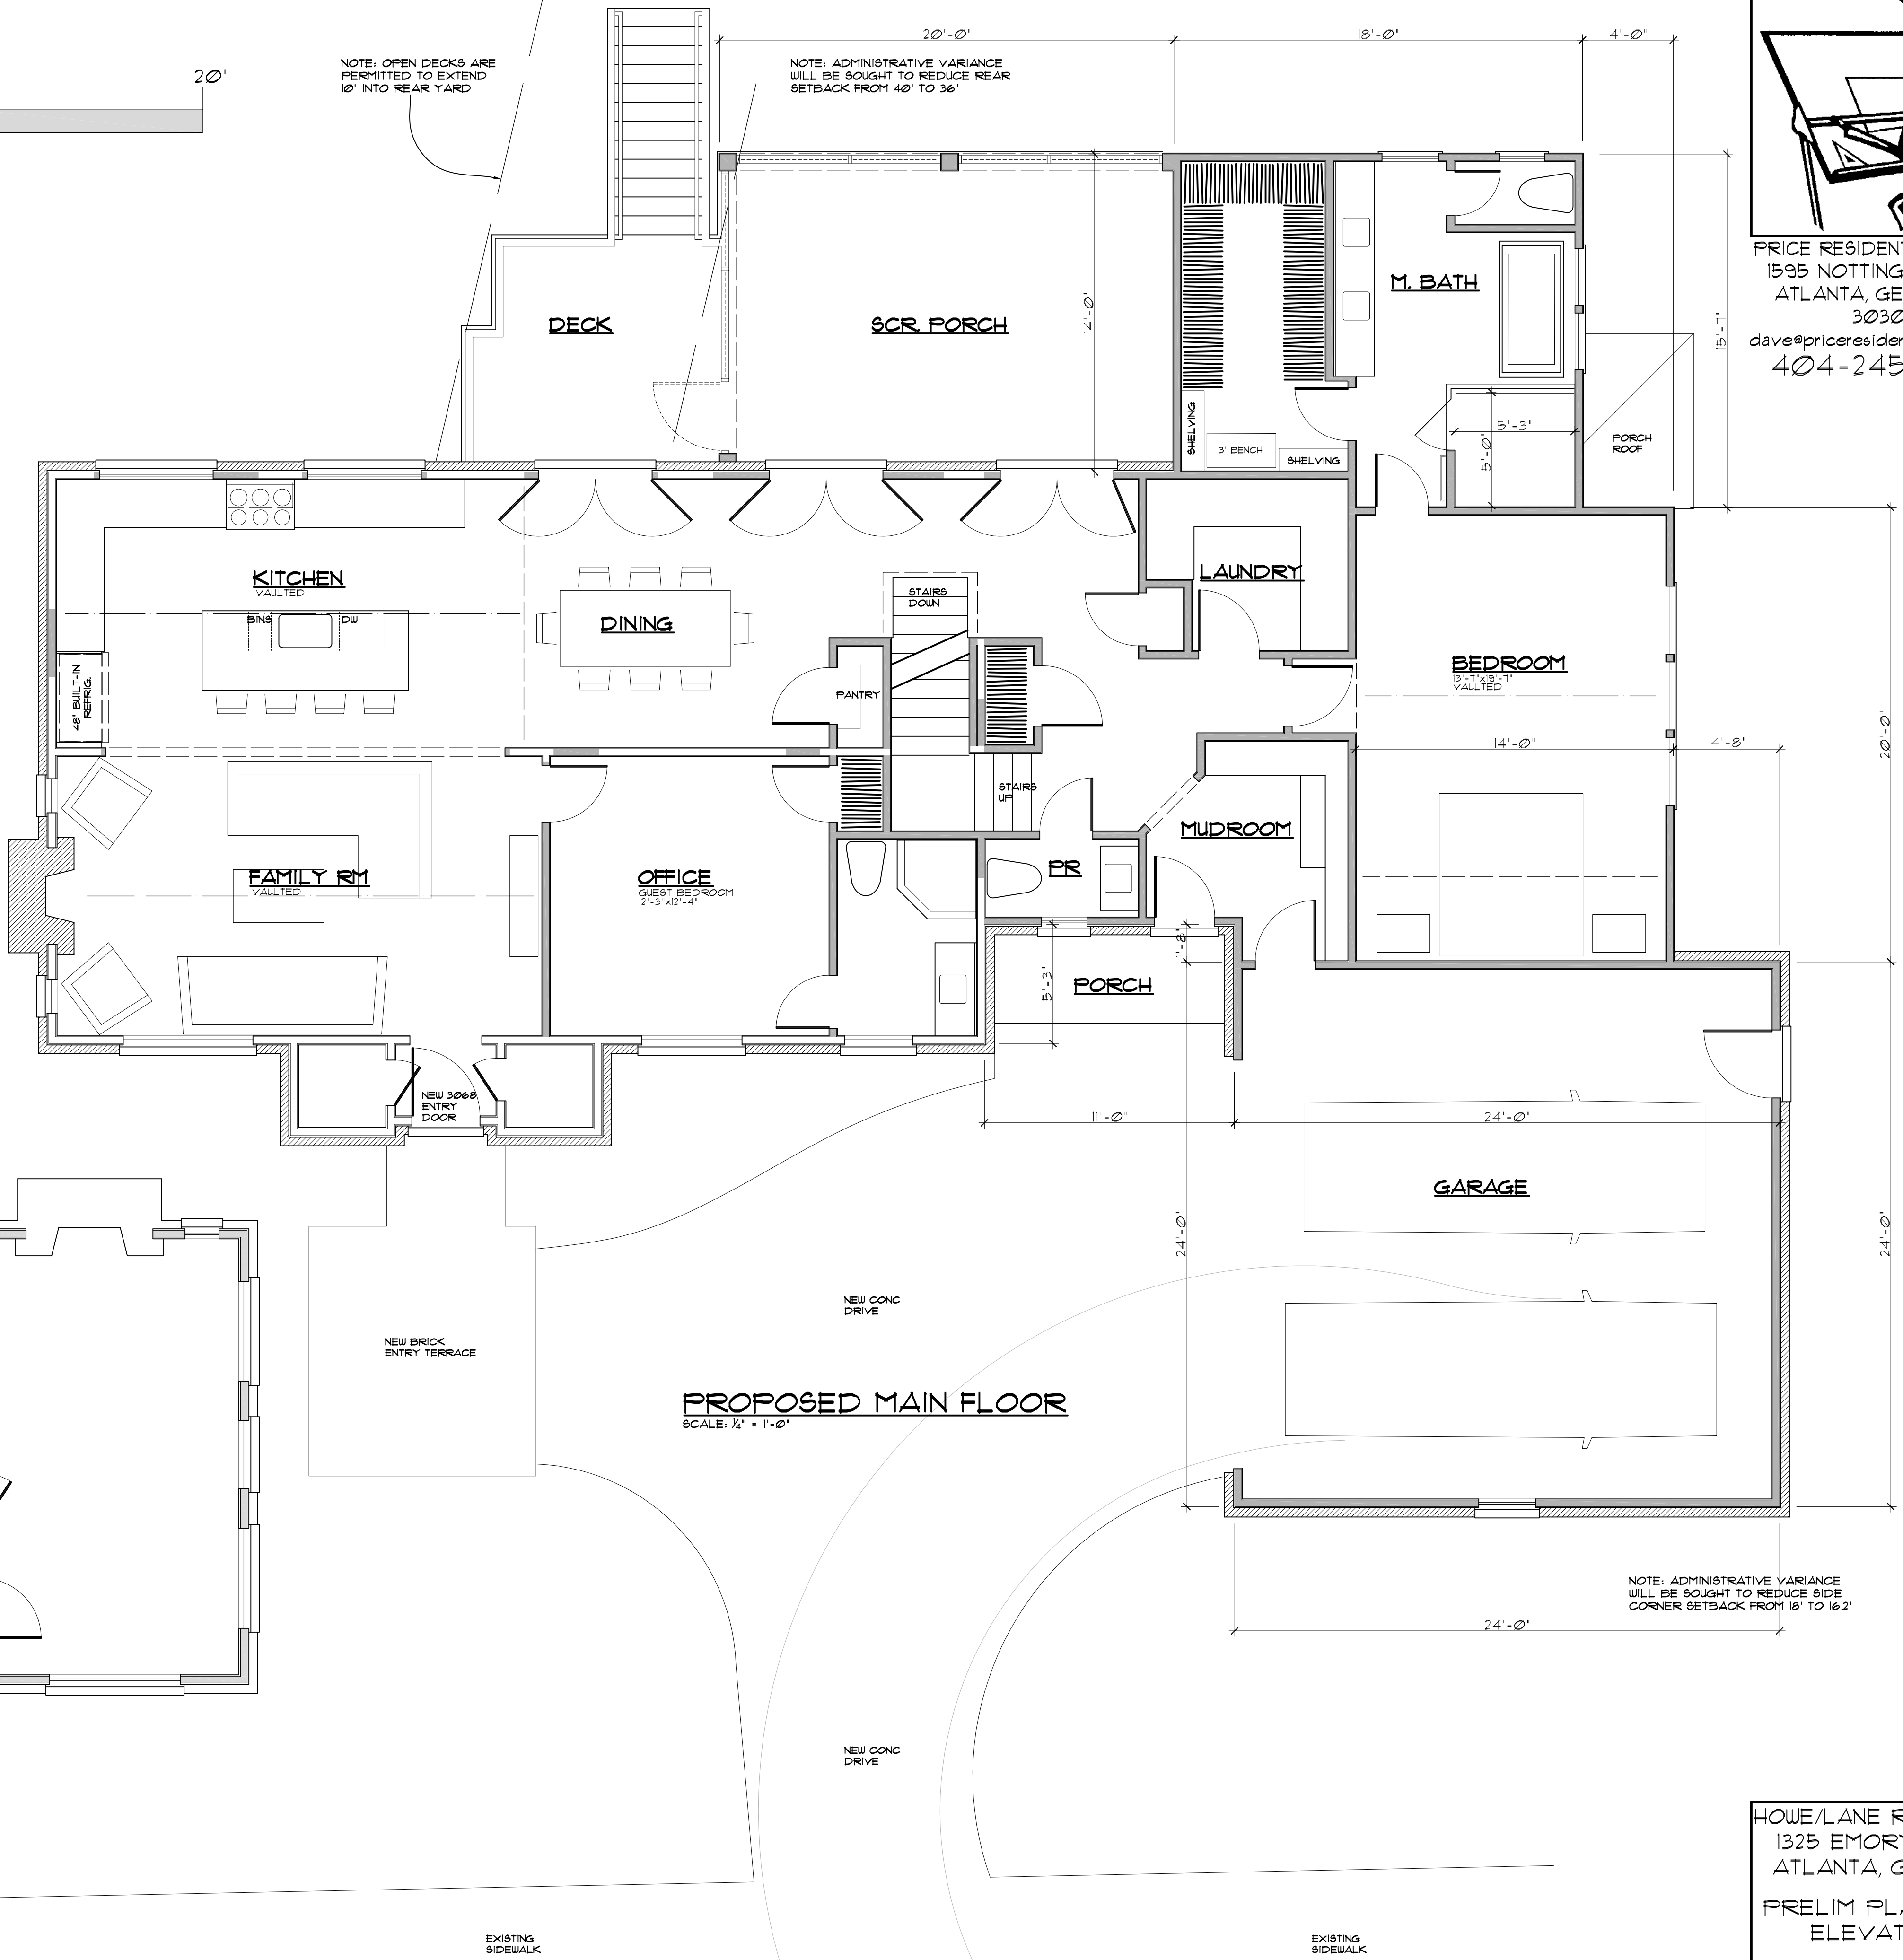 20'
NOTE: OPEN DECKS ARE
PERMITTED TO EXTEND
10' INTO REAR YARD
20'-0"
18'-0"
4'-0"
NOTE: ADMINISTRATIVE VARIANCE
WILL BE SOUGHT TO REDUCE REAR
SETBACK FROM 40' TO 36'
PRICE RESIDENT
1595 NOTTING
ATLANTA, GE
3030
dave@priceresider
404-245
DECK
SCR. PORCH
14'-0"
M. BATH
15'-7"
SHELVING
3' BENCH
SHELVING
5'-3"
5'-0"
PORCH
ROOF
KITCHEN
VAULTED
BINS
DW
48" BUILT-IN
REFRIG.
DINING
STAIRS
DOWN
LAUNDRY
PANTRY
BEDROOM
13'-7"x19'-7"
VAULTED
14'-0"
4'-8"
20'-0"
STAIRS
UP
MUDROOM
FAMILY RM
VAULTED
OFFICE
GUEST BEDROOM
12'-3"x12'-4"
PR
1'-8"
5'-3"
PORCH
NEW 3068
ENTRY
DOOR
11'-0"
24'-0"
GARAGE
24'-0"
24'-0"
NEW CONC
DRIVE
NEW BRICK
ENTRY TERRACE
PROPOSED MAIN FLOOR
SCALE: 1/4" = 1'-0"
NOTE: ADMINISTRATIVE VARIANCE
WILL BE SOUGHT TO REDUCE SIDE
CORNER SETBACK FROM 18' TO 16.2'
24'-0"
NEW CONC
DRIVE
HOWE/LANE R
1325 EMORY
ATLANTA, G
PRELIM PLA
ELEVAT
EXISTING
SIDEWALK
EXISTING
SIDEWALK